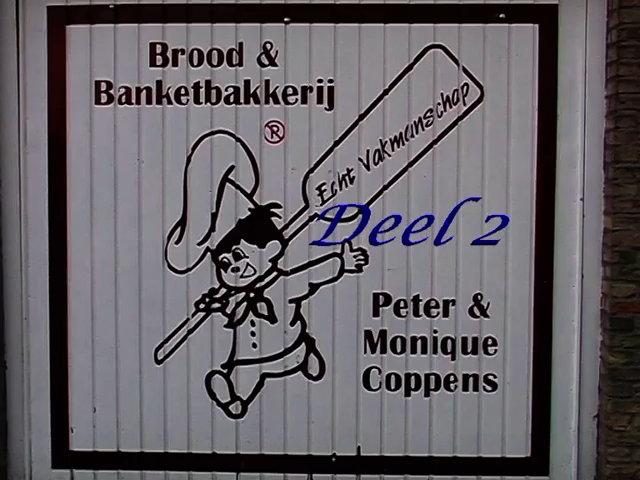 Brood &
Banketbakkerij
®
Echt Vakmanschap
Deel 2
Peter &
Monique
Coppens